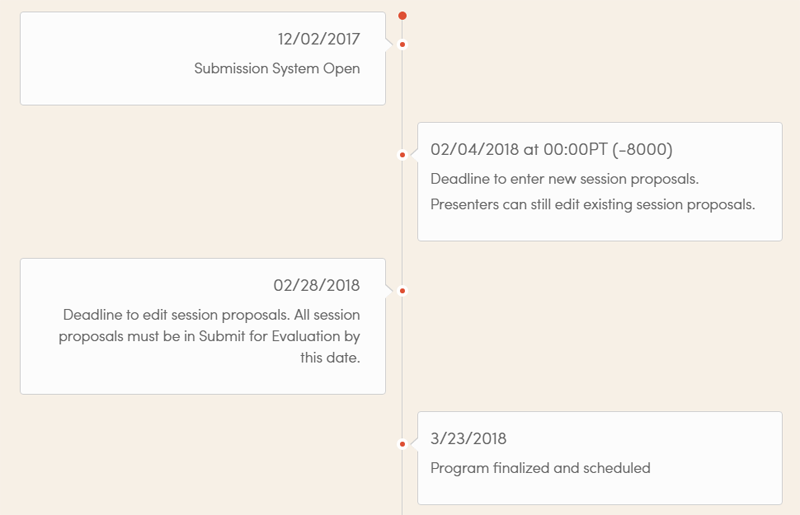 12/02/2017
Submission System Open
02/04/2018 at 00:00PT (-8000)
Deadline to enter new session proposals.
Presenters can still edit existing session proposals.
02/28/2018
Deadline to edit session proposals. All session
proposals must be in Submit for Evaluation by
this date.
3/23/2018
Program finalized and scheduled